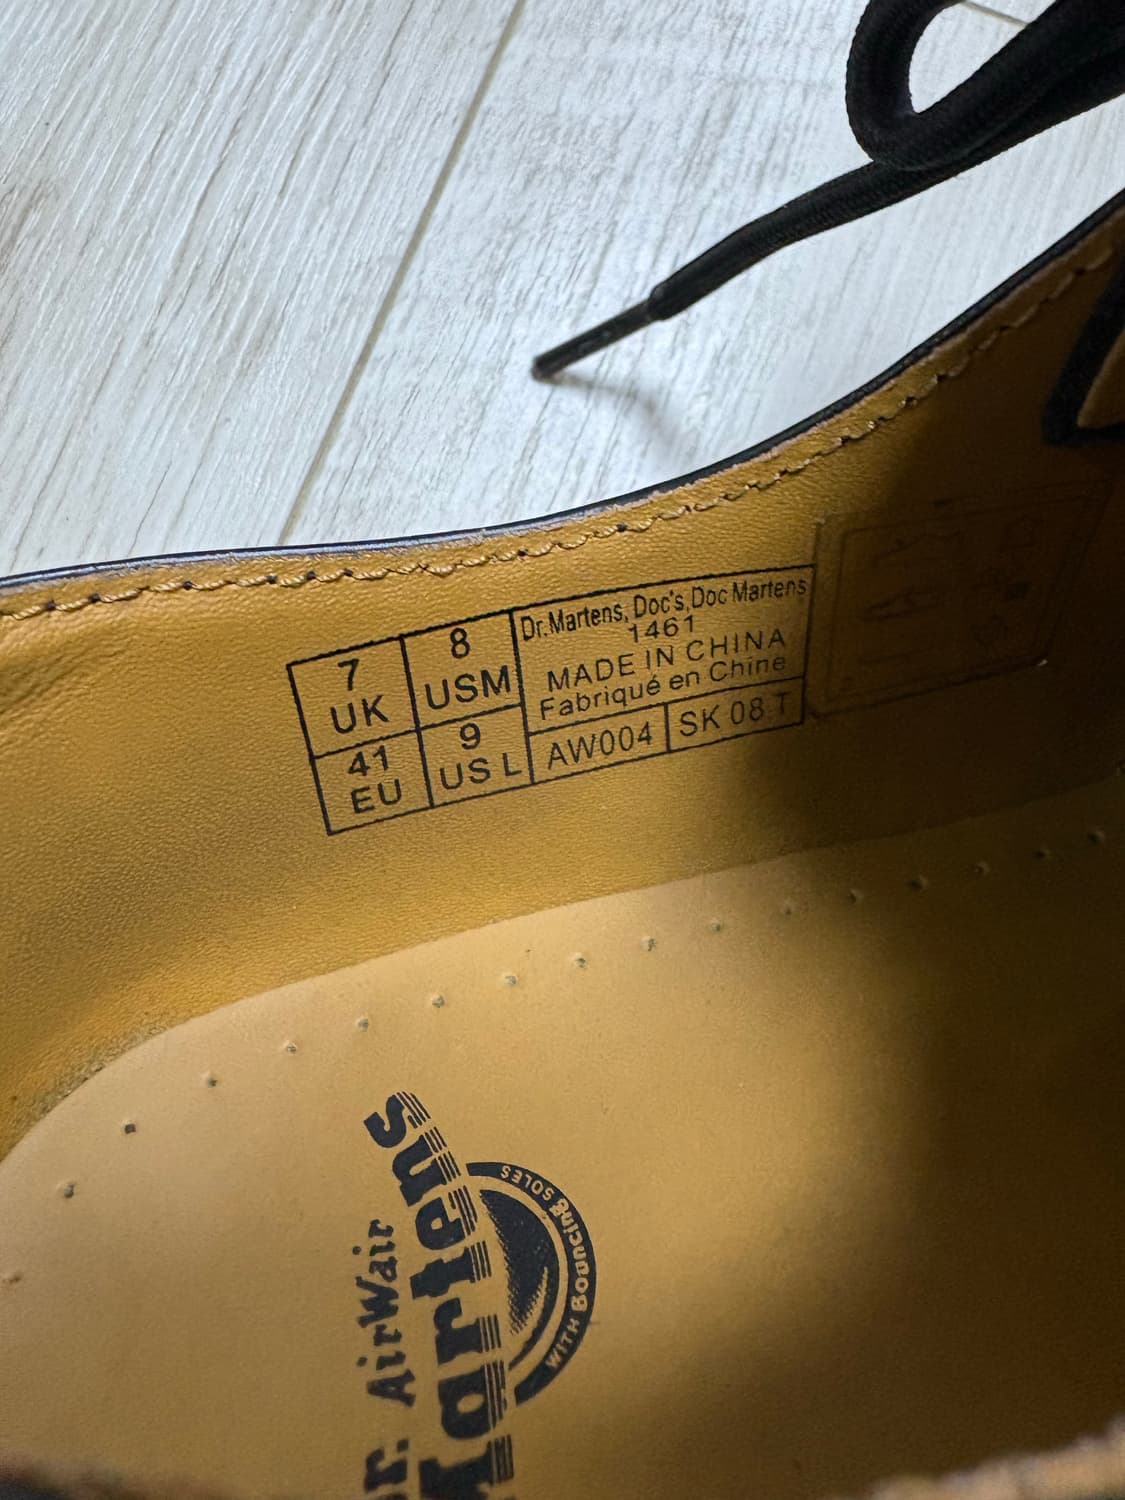 7
UK
8
USM
Dr.Martens, Doc's,Doc Martens
1461
MADE IN CHINA
Fabriqué en Chine
41
EU
9
US L
AW004
SK 08 T
AirWair
Martens
WITH BOUNCING SOLES